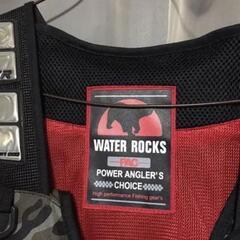 WATER ROCKS
PAC
POWER ANGLER'S
CHOICE
High performance Fishing gear's